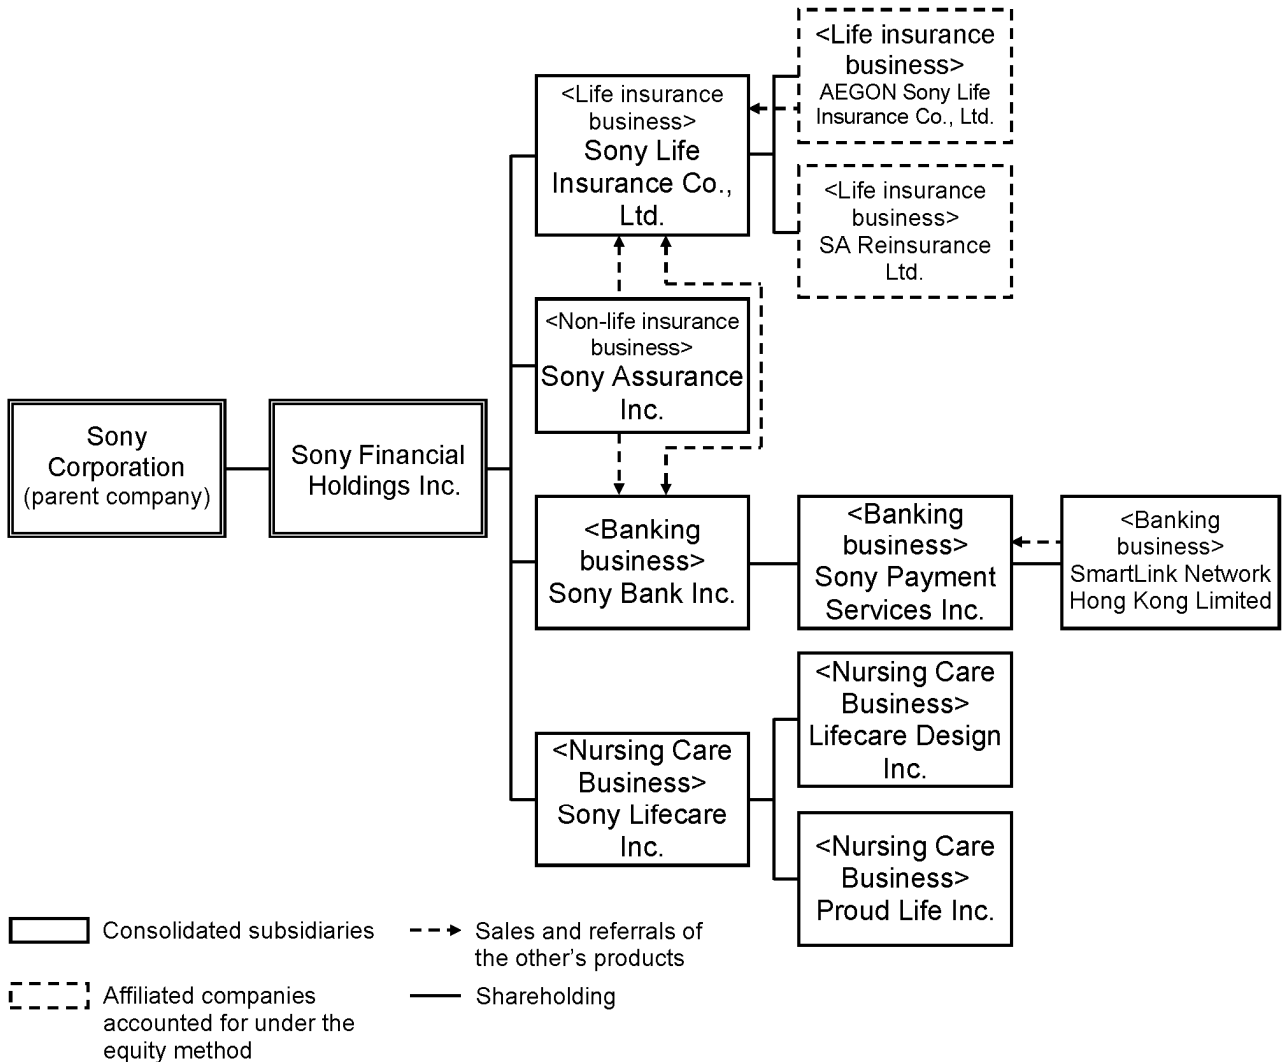 Sony
Corporation
(parent company)
Sony Financial
Holdings Inc.
<Life insurance
business>
Sony Life
Insurance Co.,
Ltd.
<Non-life insurance
business>
Sony Assurance
Inc.
<Banking
business>
Sony Bank Inc.
<Nursing Care
Business>
Sony Lifecare
Inc.
<Life insurance
business>
AEGON Sony Life
Insurance Co., Ltd.
<Life insurance
business>
SA Reinsurance
Ltd.
<Banking
business>
Sony Payment
Services Inc.
<Banking
business>
SmartLink Network
Hong Kong Limited
<Nursing Care
Business>
Lifecare Design
Inc.
<Nursing Care
Business>
Proud Life Inc.
Consolidated subsidiaries
Affiliated companies
accounted for under the
equity method
Sales and referrals of
the other's products
Shareholding